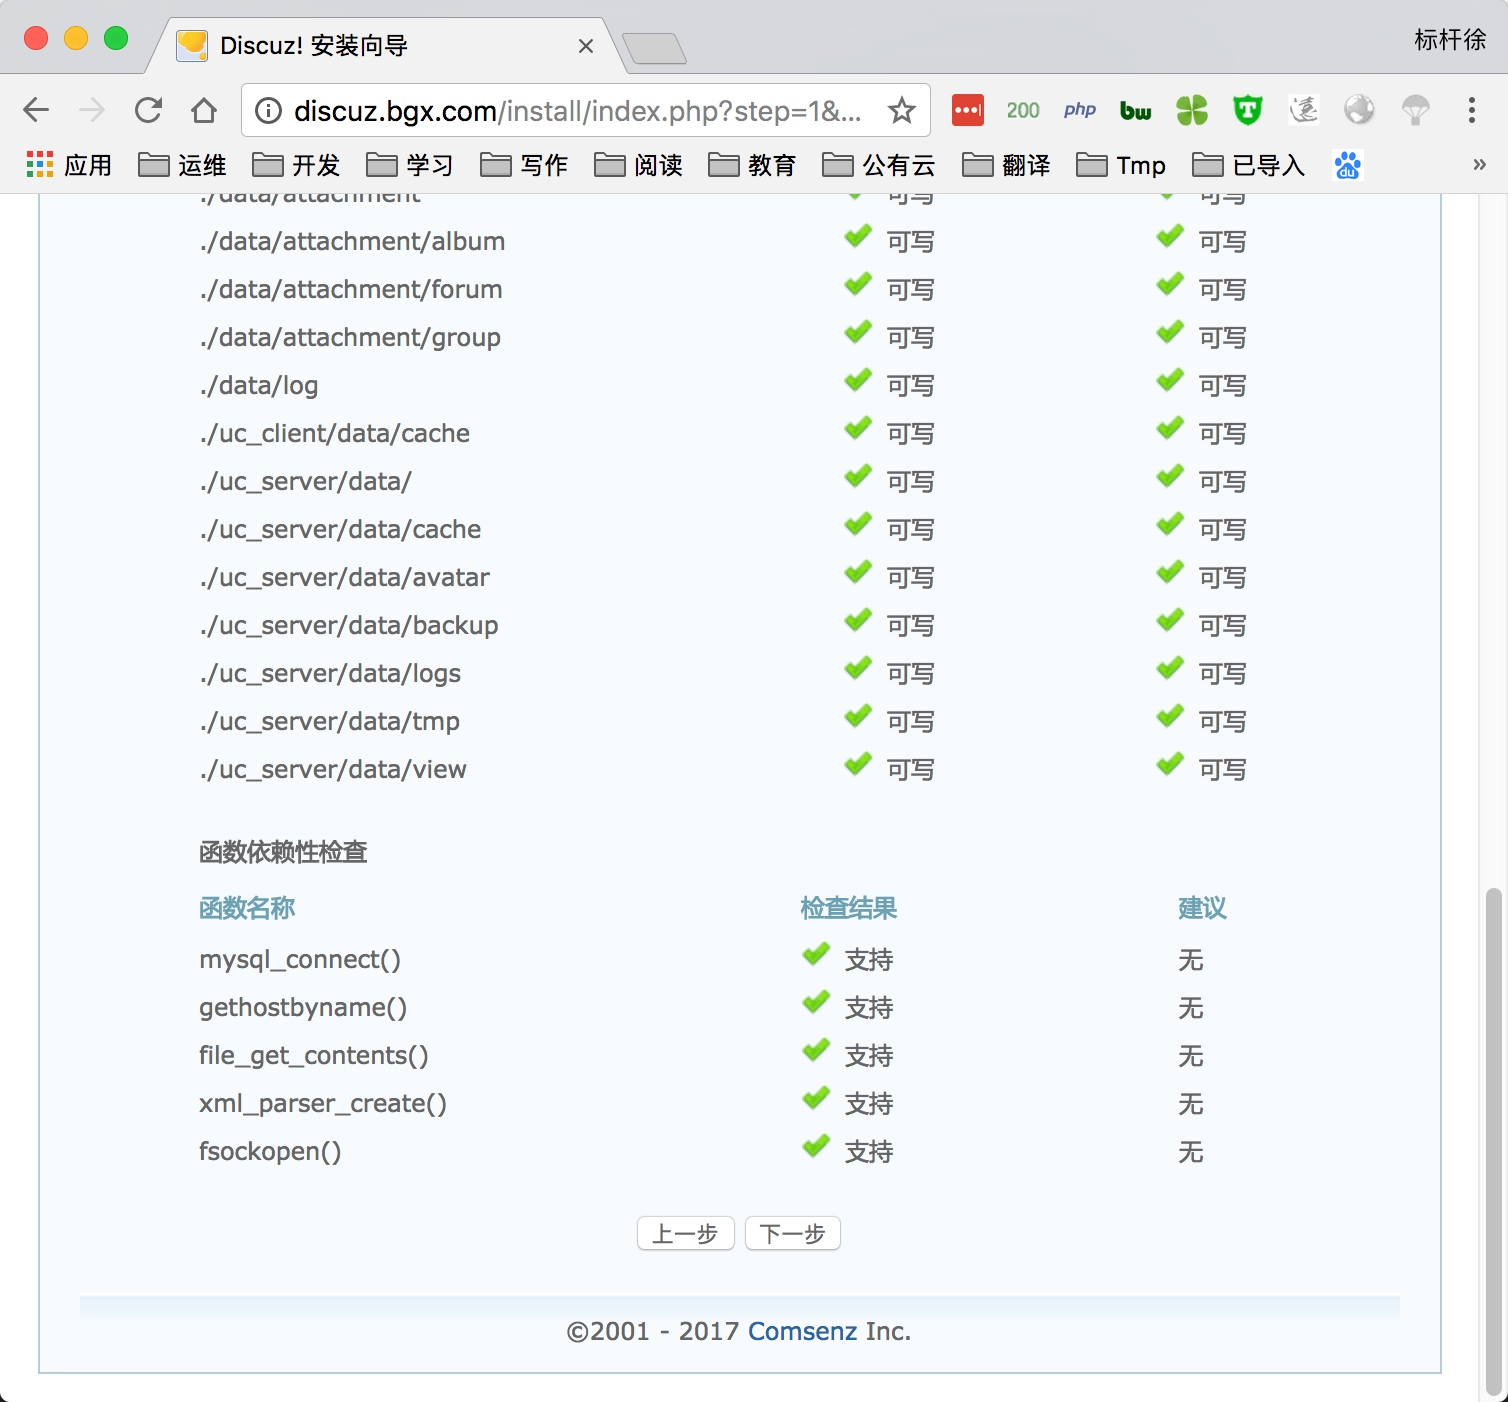 Discuz! 安装向导
标杆徐
discuz.bgx.com/install/index.php?step=1&...
200
php
bw
T
应用 运维 开发 学习 写作 阅读 教育 公有云 翻译 Tmp 已导入 du »
./data/attachment 可写 可写
./data/attachment/album 可写 可写
./data/attachment/forum 可写 可写
./data/attachment/group 可写 可写
./data/log 可写 可写
./uc_client/data/cache 可写 可写
./uc_server/data/ 可写 可写
./uc_server/data/cache 可写 可写
./uc_server/data/avatar 可写 可写
./uc_server/data/backup 可写 可写
./uc_server/data/logs 可写 可写
./uc_server/data/tmp 可写 可写
./uc_server/data/view 可写 可写
函数依赖性检查
函数名称 检查结果 建议
mysql_connect() 支持 无
gethostbyname() 支持 无
file_get_contents() 支持 无
xml_parser_create() 支持 无
fsockopen() 支持 无
上一步 下一步
©2001 - 2017 Comsenz Inc.